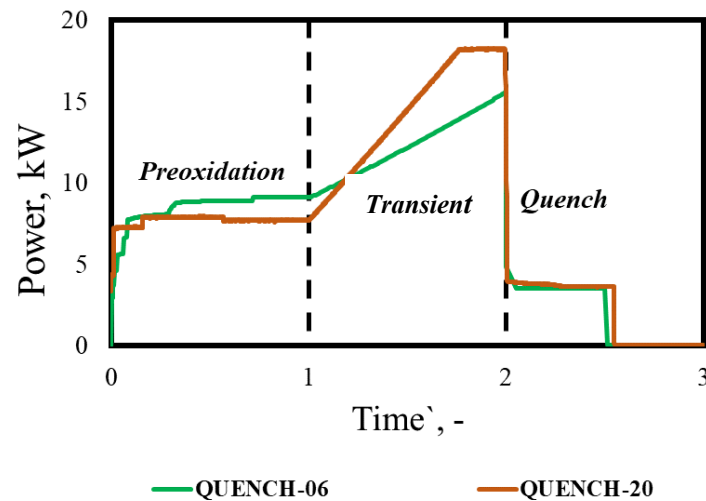 20
15
10
5
0
Power, kW
Preoxidation
Transient
Quench
0 1 2 3
Time`, -
QUENCH-06 QUENCH-20